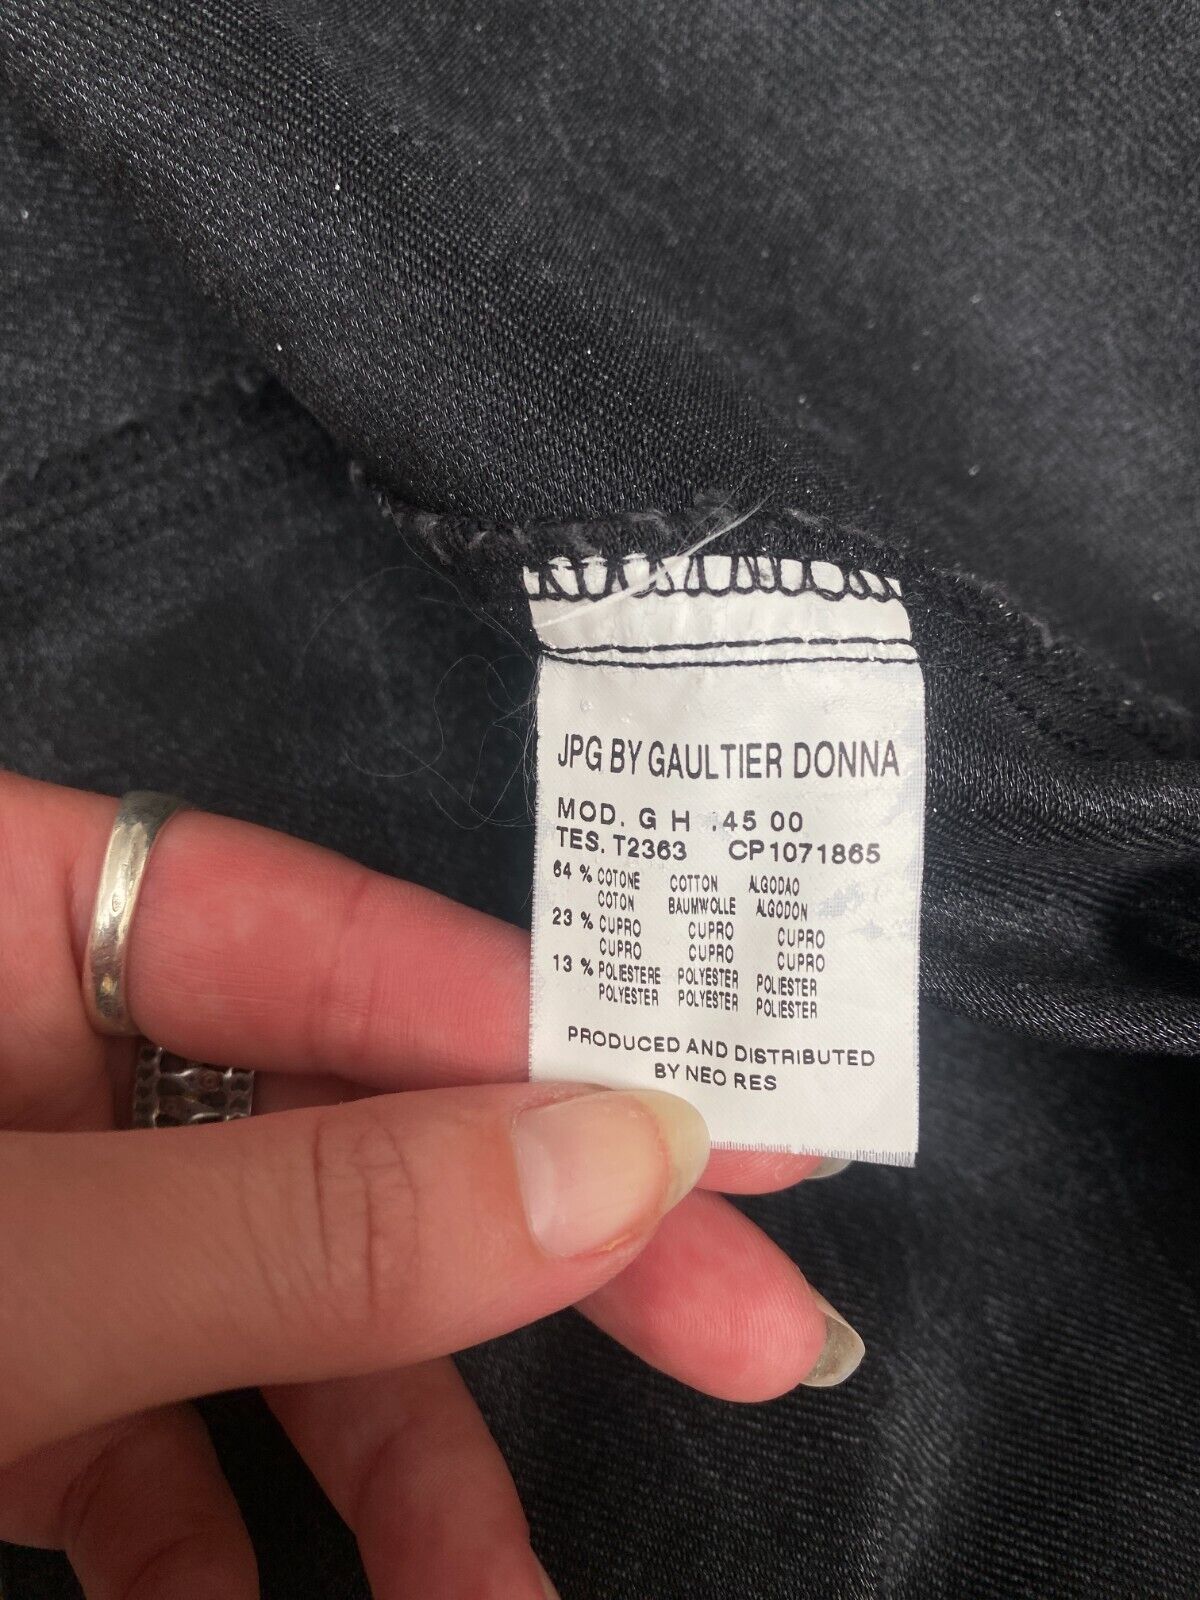 JPG BY GAULTIER DONNA
MOD. G H .45 00
TES. T2363 CP1071865
64 % COTONE COTTON ALGODAO
COTON BAUMWOLLE ALGODON
23 % CUPRO CUPRO CUPRO
CUPRO CUPRO CUPRO
13 % POLIESTERE POLYESTER POLIESTER
POLYESTER POLYESTER POLIESTER
PRODUCED AND DISTRIBUTED
BY NEO RES